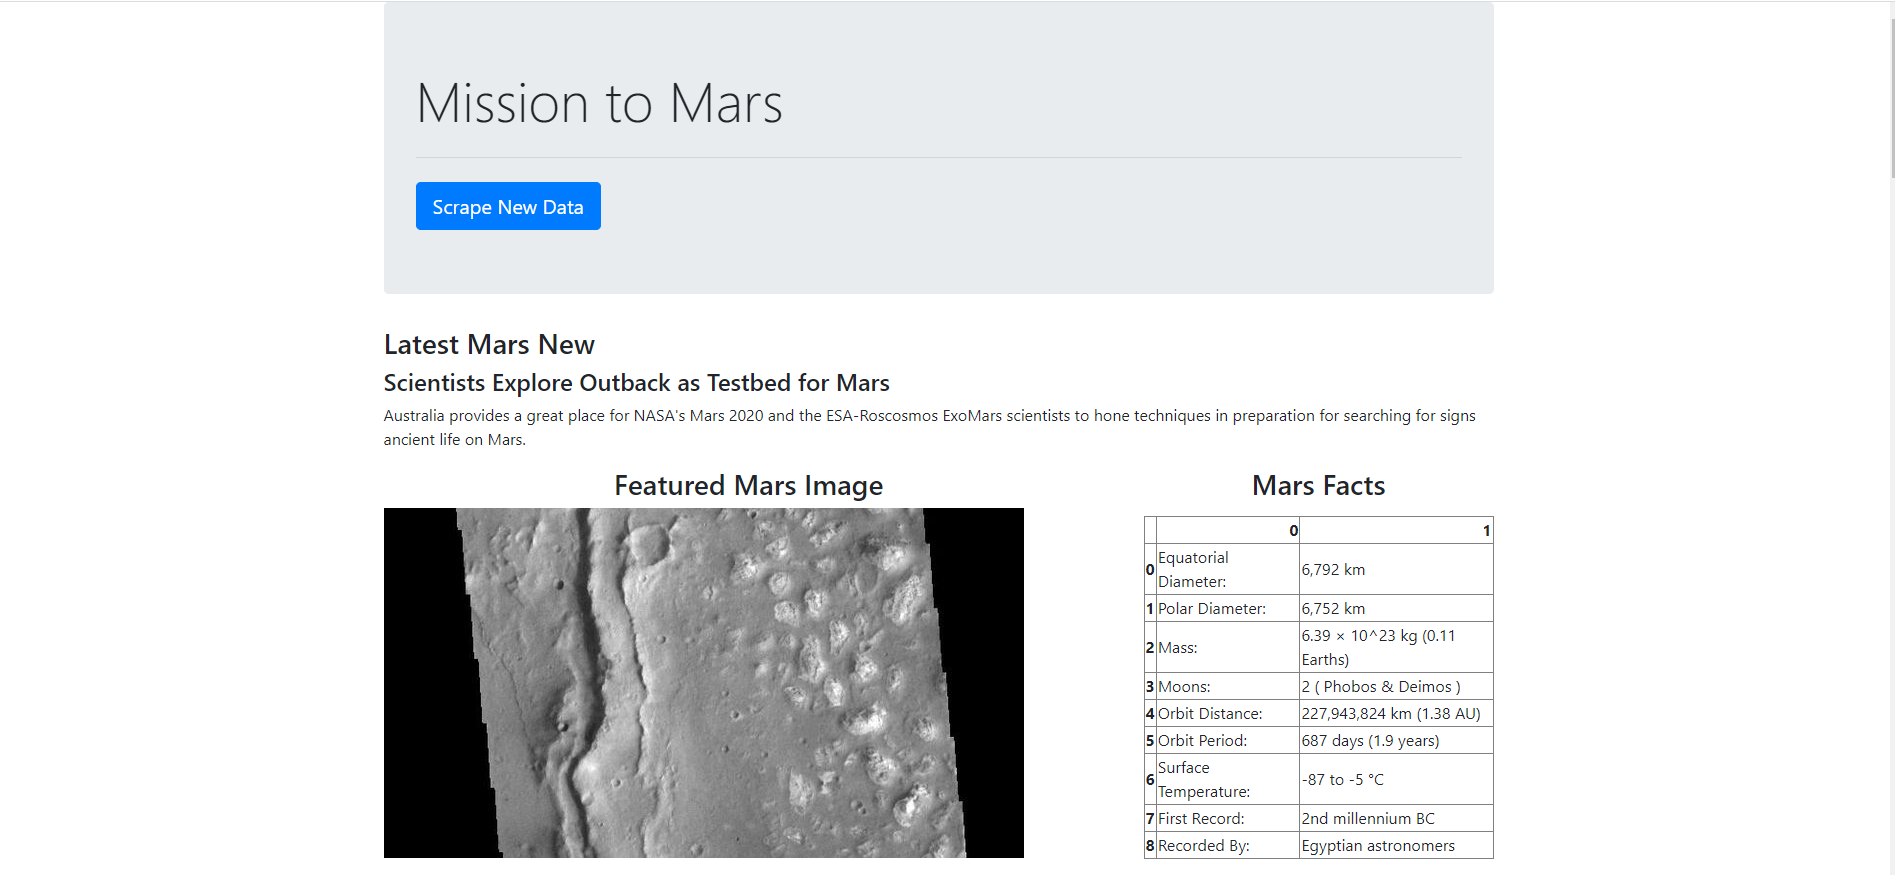 Mission to Mars
Scrape New Data
Latest Mars New
Scientists Explore Outback as Testbed for Mars
Australia provides a great place for NASA's Mars 2020 and the ESA-Roscosmos ExoMars scientists to hone techniques in preparation for searching for signs
ancient life on Mars.
Featured Mars Image
Mars Facts
0 1
0 Equatorial Diameter: 6,792 km
1 Polar Diameter: 6,752 km
2 Mass: 6.39 × 10^23 kg (0.11 Earths)
3 Moons: 2 ( Phobos & Deimos )
4 Orbit Distance: 227,943,824 km (1.38 AU)
5 Orbit Period: 687 days (1.9 years)
6 Surface Temperature: -87 to -5 °C
7 First Record: 2nd millennium BC
8 Recorded By: Egyptian astronomers